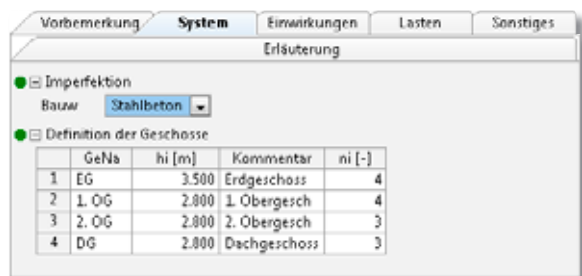 Vorbemerkung System Einwirkungen Lasten Sonstiges
Erläuterung
Imperfektion
Bauw Stahlbeton
Definition der Geschosse
GeNa hi [m] Kommentar ni [-]
1 EG 3.500 Erdgeschoss 4
2 1. OG 2.800 1. Obergesch 4
3 2. OG 2.800 2. Obergesch 3
4 DG 2.800 Dachgeschoss 3